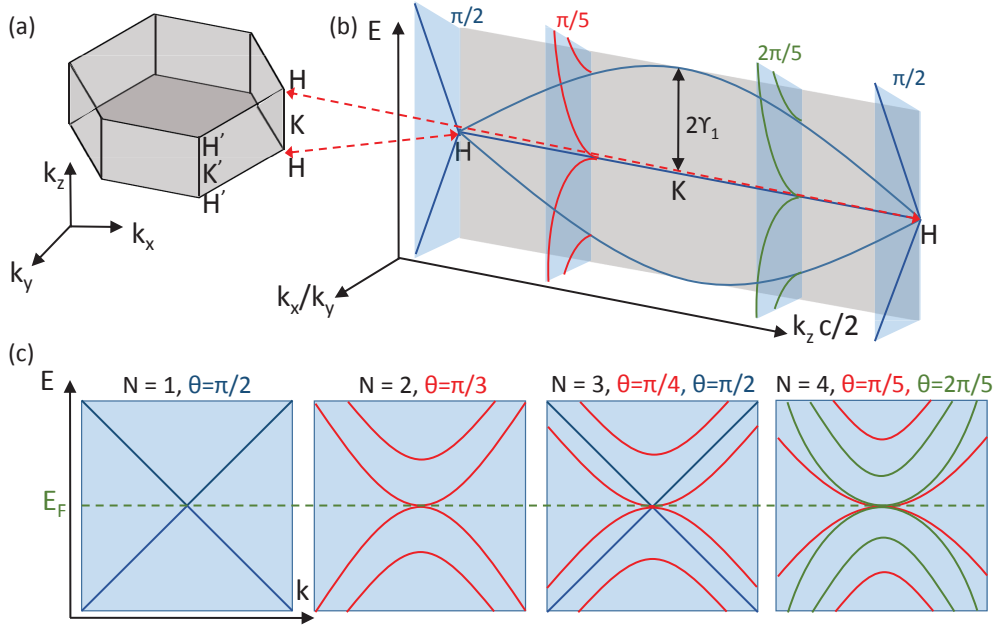 (a)
H
K
H
H'
K'
H'
k_z
k_x
k_y
(b)
E
π/2
π/5
2π/5
π/2
2ϒ₁
H
K
H
k_x/k_y
k_z c/2
(c)
E
N = 1, θ=π/2
N = 2, θ=π/3
N = 3, θ=π/4, θ=π/2
N = 4, θ=π/5, θ=2π/5
E_F
k